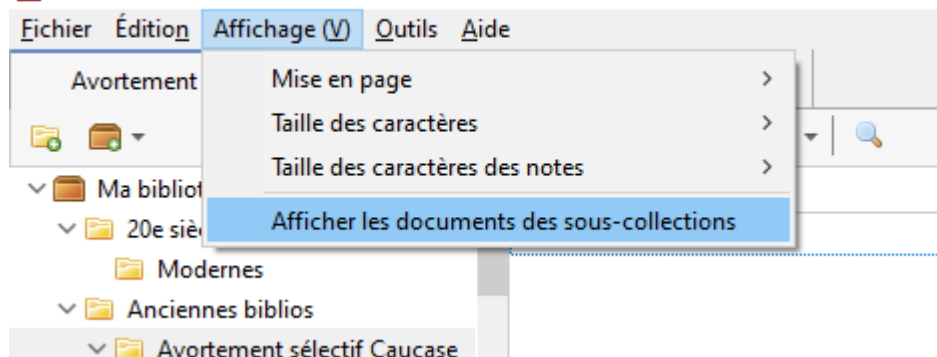 Fichier Édition Affichage (V) Outils Aide
Avortement
Mise en page
Taille des caractères
Taille des caractères des notes
Afficher les documents des sous-collections
Ma bibliot
20e siè
Modernes
Anciennes biblios
Avortement sélectif Caucase